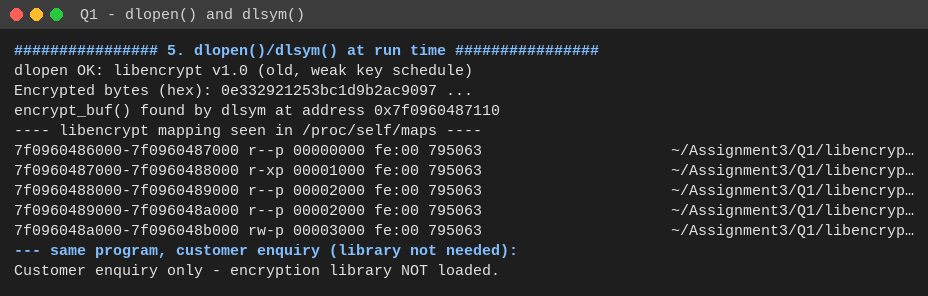 Q1 - dlopen() and dlsym()
################ 5. dlopen()/dlsym() at run time ################
dlopen OK: libencrypt v1.0 (old, weak key schedule)
Encrypted bytes (hex): 0e332921253bc1d9b2ac9097 ...
encrypt_buf() found by dlsym at address 0x7f0960487110
---- libencrypt mapping seen in /proc/self/maps ----
7f0960486000-7f0960487000 r--p 00000000 fe:00 795063 ~/Assignment3/Q1/libencryp…
7f0960487000-7f0960488000 r-xp 00001000 fe:00 795063 ~/Assignment3/Q1/libencryp…
7f0960488000-7f0960489000 r--p 00002000 fe:00 795063 ~/Assignment3/Q1/libencryp…
7f0960489000-7f096048a000 r--p 00002000 fe:00 795063 ~/Assignment3/Q1/libencryp…
7f096048a000-7f096048b000 rw-p 00003000 fe:00 795063 ~/Assignment3/Q1/libencryp…
--- same program, customer enquiry (library not needed):
Customer enquiry only - encryption library NOT loaded.